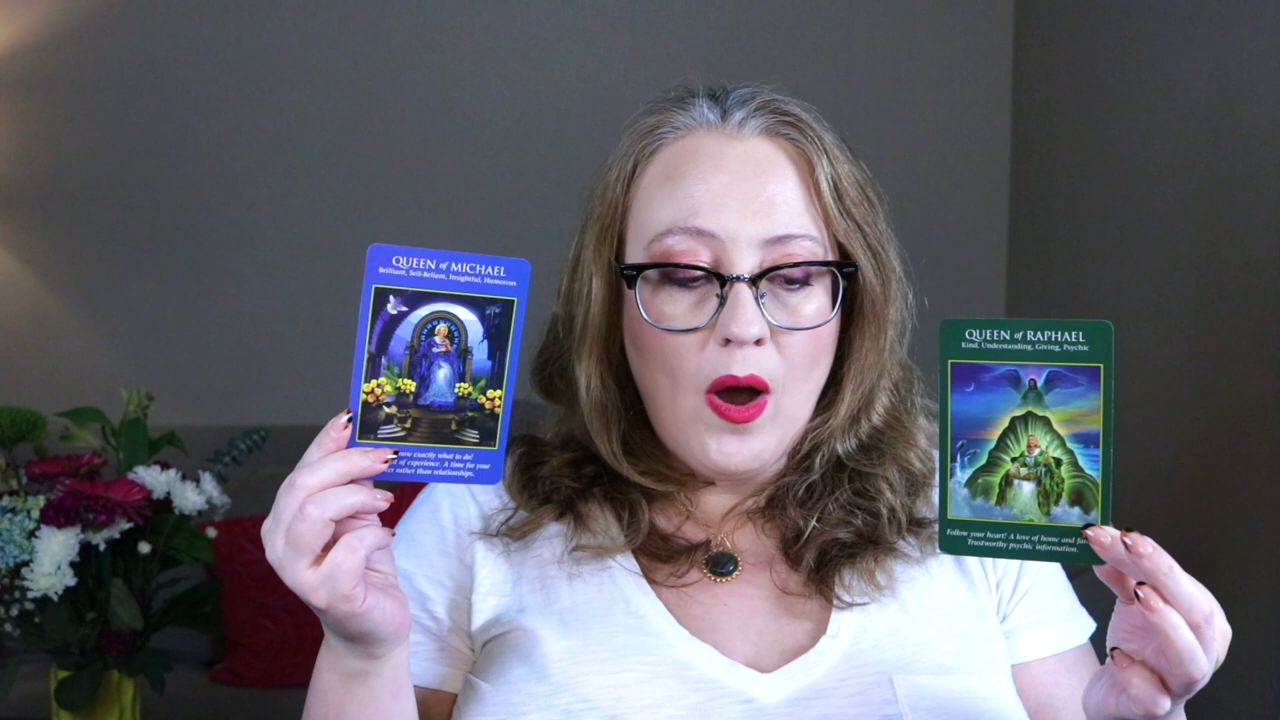 QUEEN of MICHAEL
Brilliant, Self-Reliant, Insightful, Humorous
now exactly what to do!
of experience. A time for your
rather than relationships.
QUEEN of RAPHAEL
Kind, Understanding, Giving, Psychic
Follow your heart! A love of home and
Trustworthy psychic information.